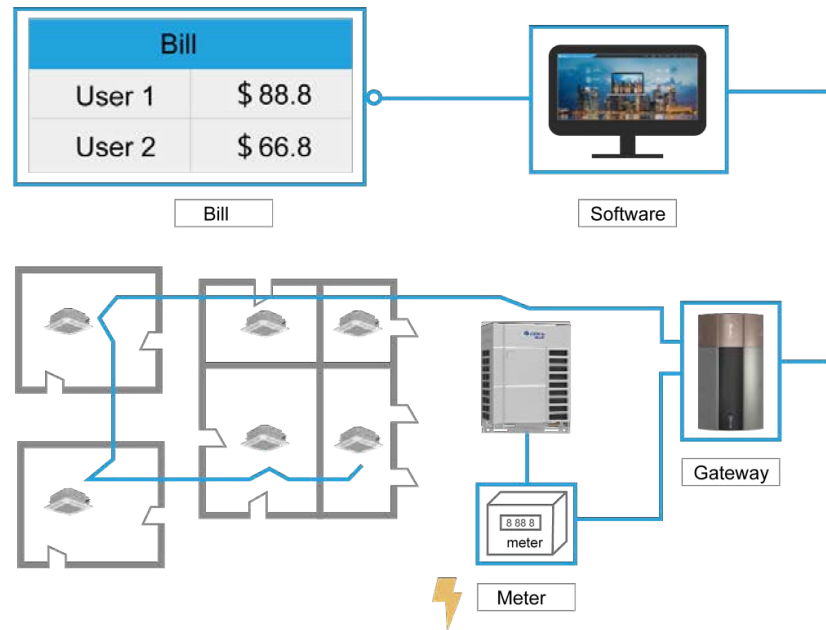 Bill
User 1 $ 88.8
User 2 $ 66.8
Bill
Software
Gateway
8 88 8
meter
Meter